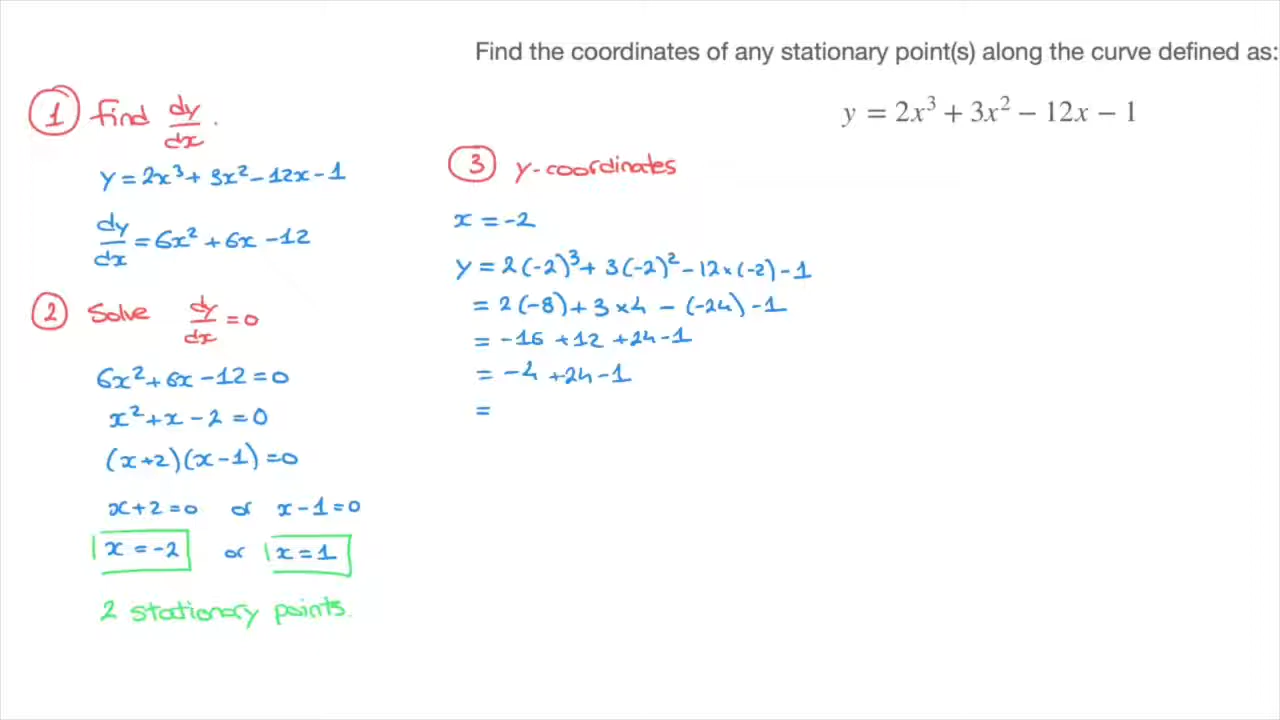 Find the coordinates of any stationary point(s) along the curve defined as:
y = 2x³ + 3x² − 12x − 1
① Find dy/dx.
y = 2x³ + 3x² − 12x − 1
dy/dx = 6x² + 6x − 12
② Solve dy/dx = 0
6x² + 6x − 12 = 0
x² + x − 2 = 0
(x+2)(x−1) = 0
x+2 = 0 or x−1 = 0
x = −2 or x = 1
2 stationary points.
③ y-coordinates
x = −2
y = 2(−2)³ + 3(−2)² − 12×(−2) − 1
= 2(−8) + 3×4 − (−24) − 1
= −16 + 12 + 24 − 1
= −4 + 24 − 1
=